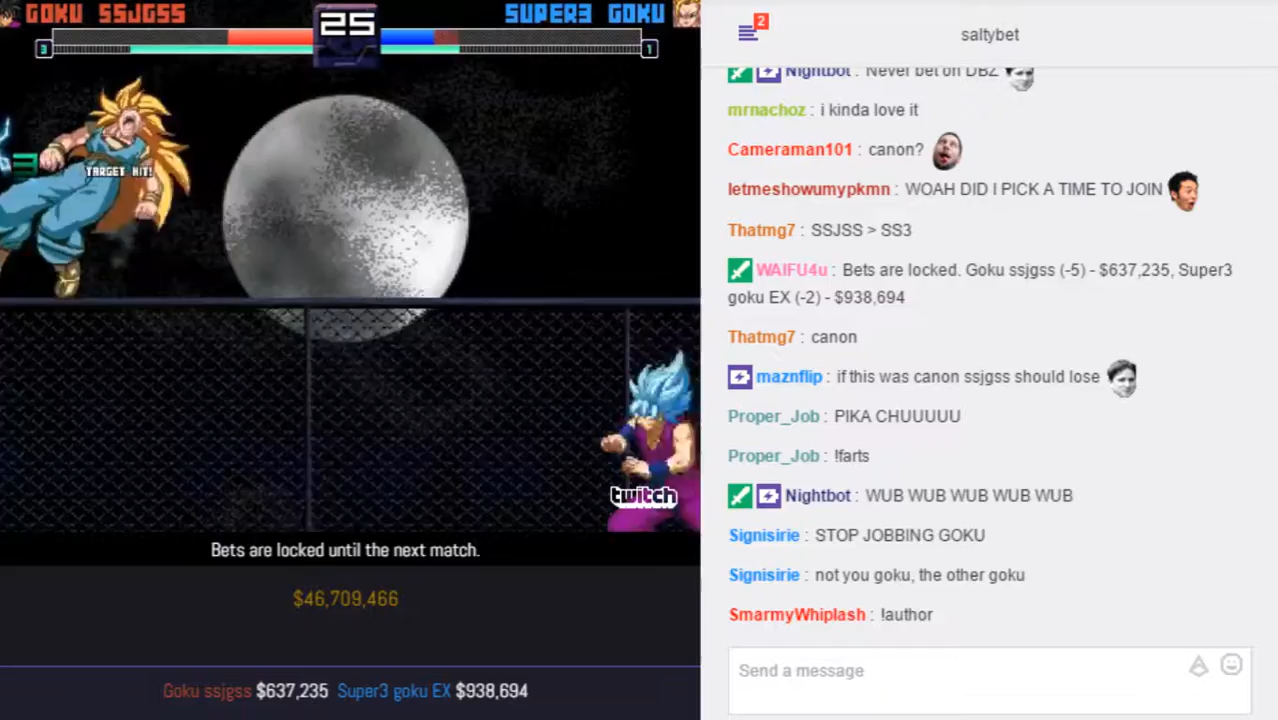 GOKU SSJGSS
25
SUPER3 GOKU
3
1
3
TARGET HIT!
twitch
Bets are locked until the next match.
$46,709,466
Goku ssjgss $637,235 Super3 goku EX $938,694
2
saltybet
Nightbot : Never bet on DBZ
mrnachoz : i kinda love it
Cameraman101 : canon?
letmeshowumypkmn : WOAH DID I PICK A TIME TO JOIN
Thatmg7 : SSJSS > SS3
WAIFU4u : Bets are locked. Goku ssjgss (-5) - $637,235, Super3
goku EX (-2) - $938,694
Thatmg7 : canon
maznflip : if this was canon ssjgss should lose
Proper_Job : PIKA CHUUUUU
Proper_Job : !farts
Nightbot : WUB WUB WUB WUB WUB
Signisirie : STOP JOBBING GOKU
Signisirie : not you goku, the other goku
SmarmyWhiplash : !author
Send a message